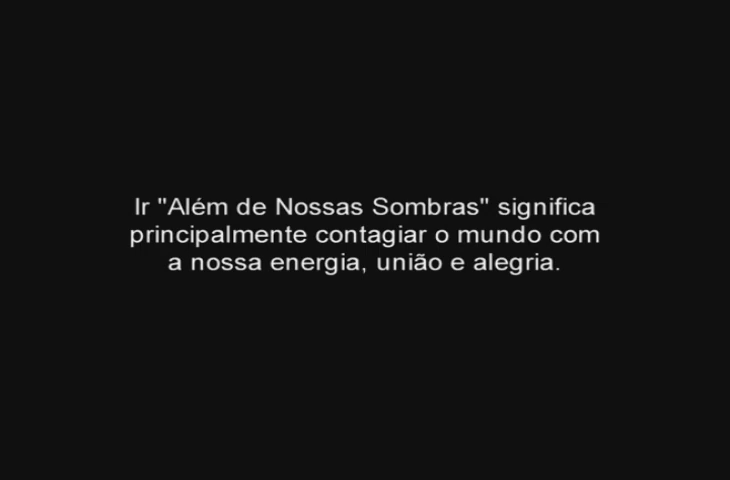 Ir "Além de Nossas Sombras" significa
principalmente contagiar o mundo com
a nossa energia, união e alegria.